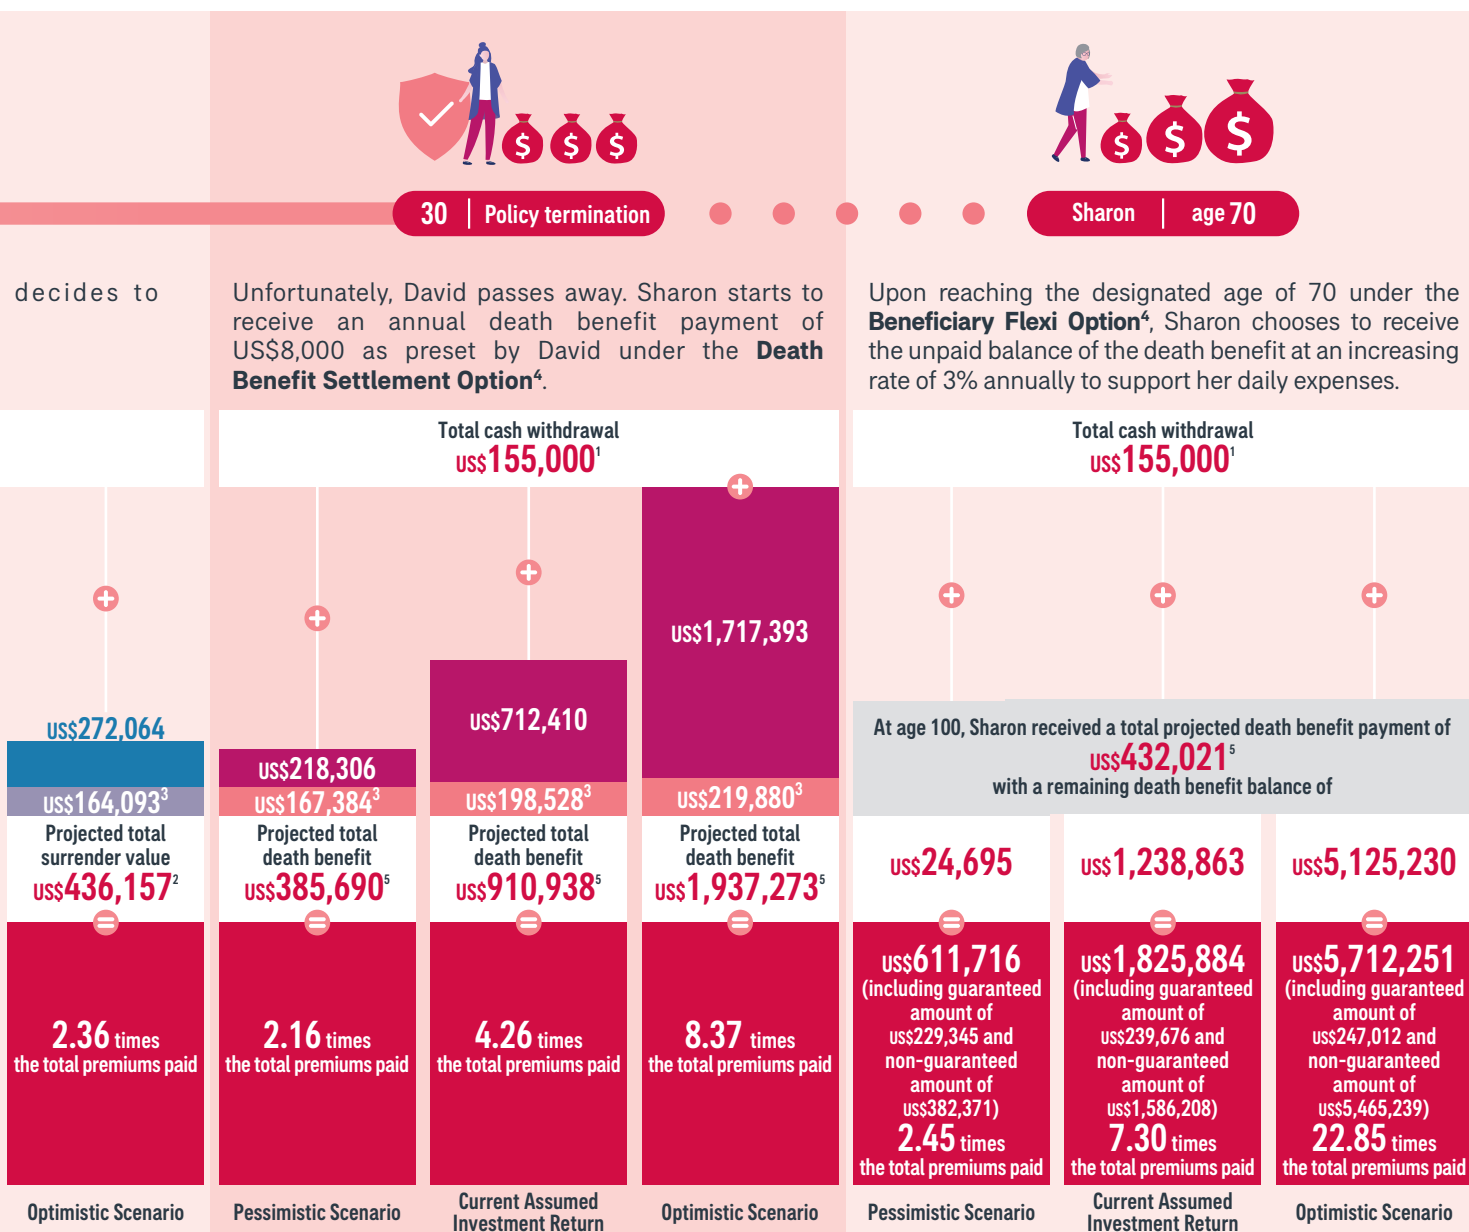 30 | Policy termination
Sharon | age 70
decides to
Unfortunately, David passes away. Sharon starts to
receive an annual death benefit payment of
US$8,000 as preset by David under the Death
Benefit Settlement Option⁴.
Upon reaching the designated age of 70 under the
Beneficiary Flexi Option⁴, Sharon chooses to receive
the unpaid balance of the death benefit at an increasing
rate of 3% annually to support her daily expenses.
US$272,064
US$164,093³
Projected total
surrender value
US$436,157²
2.36 times
the total premiums paid
Optimistic Scenario
Total cash withdrawal
US$155,000¹
US$218,306
US$167,384³
Projected total
death benefit
US$385,690⁵
2.16 times
the total premiums paid
Pessimistic Scenario
US$712,410
US$198,528³
Projected total
death benefit
US$910,938⁵
4.26 times
the total premiums paid
Current Assumed
Investment Return
US$1,717,393
US$219,880³
Projected total
death benefit
US$1,937,273⁵
8.37 times
the total premiums paid
Optimistic Scenario
Total cash withdrawal
US$155,000¹
At age 100, Sharon received a total projected death benefit payment of
US$432,021⁵
with a remaining death benefit balance of
US$24,695
US$611,716
(including guaranteed
amount of
US$229,345 and
non-guaranteed
amount of
US$382,371)
2.45 times
the total premiums paid
Pessimistic Scenario
US$1,238,863
US$1,825,884
(including guaranteed
amount of
US$239,676 and
non-guaranteed
amount of
US$1,586,208)
7.30 times
the total premiums paid
Current Assumed
Investment Return
US$5,125,230
US$5,712,251
(including guaranteed
amount of
US$247,012 and
non-guaranteed
amount of
US$5,465,239)
22.85 times
the total premiums paid
Optimistic Scenario